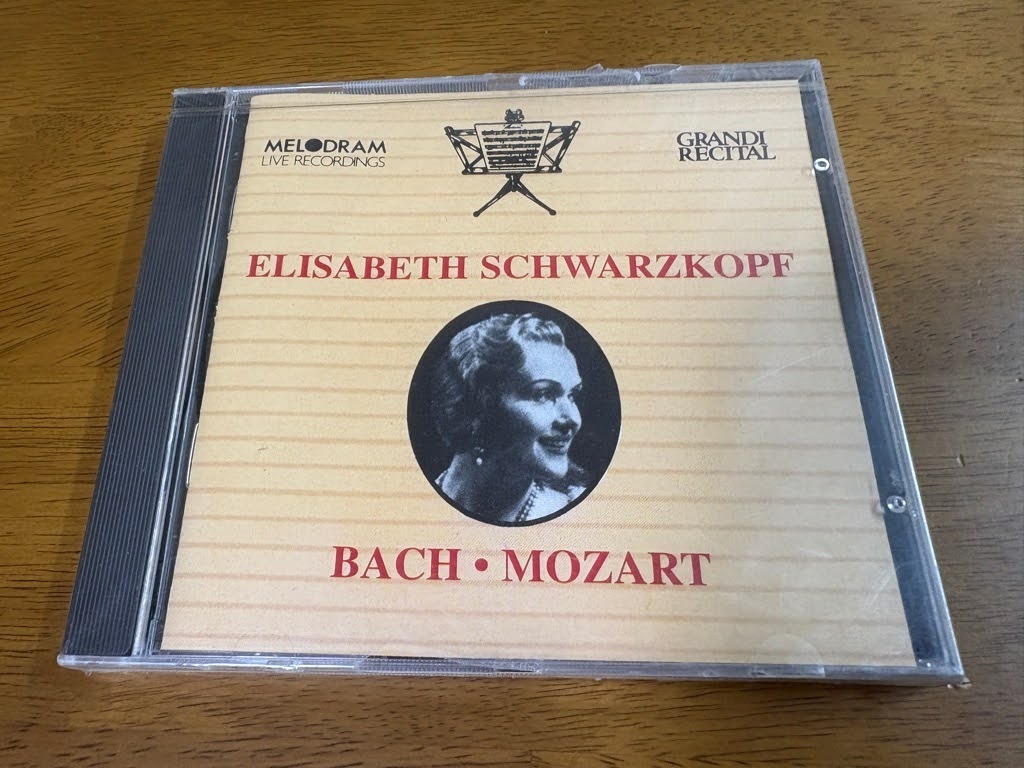 MELODRAM
LIVE RECORDINGS
GRANDI
RECITAL
ELISABETH SCHWARZKOPF
BACH • MOZART